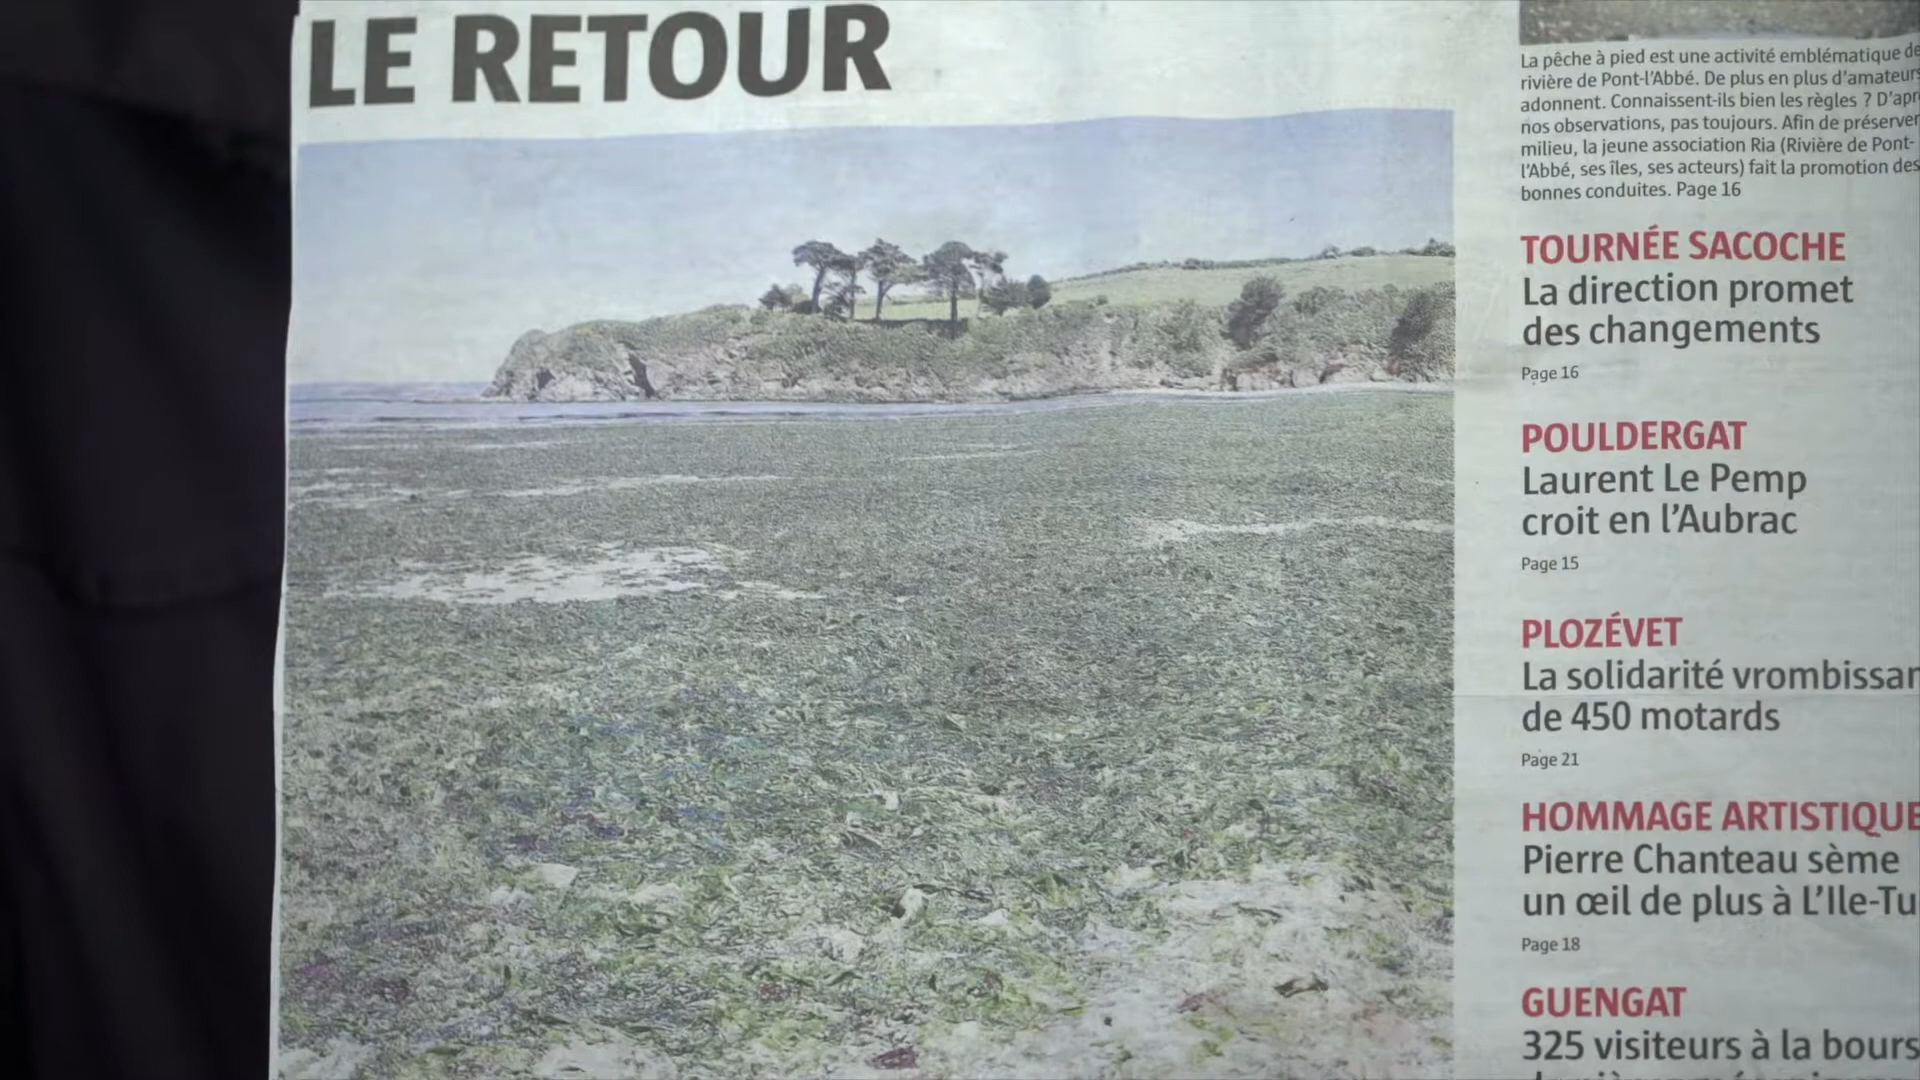 LE RETOUR
La pêche à pied est une activité emblématique de
rivière de Pont-l'Abbé. De plus en plus d'amateurs
adonnent. Connaissent-ils bien les règles ? D'apr
nos observations, pas toujours. Afin de préserver
milieu, la jeune association Ria (Rivière de Pont-
l'Abbé, ses îles, ses acteurs) fait la promotion des
bonnes conduites. Page 16
TOURNÉE SACOCHE
La direction promet
des changements
Page 16
POULDERGAT
Laurent Le Pemp
croit en l'Aubrac
Page 15
PLOZÉVET
La solidarité vrombissan
de 450 motards
Page 21
HOMMAGE ARTISTIQUE
Pierre Chanteau sème
un œil de plus à L'Ile-Tu
Page 18
GUENGAT
325 visiteurs à la bours